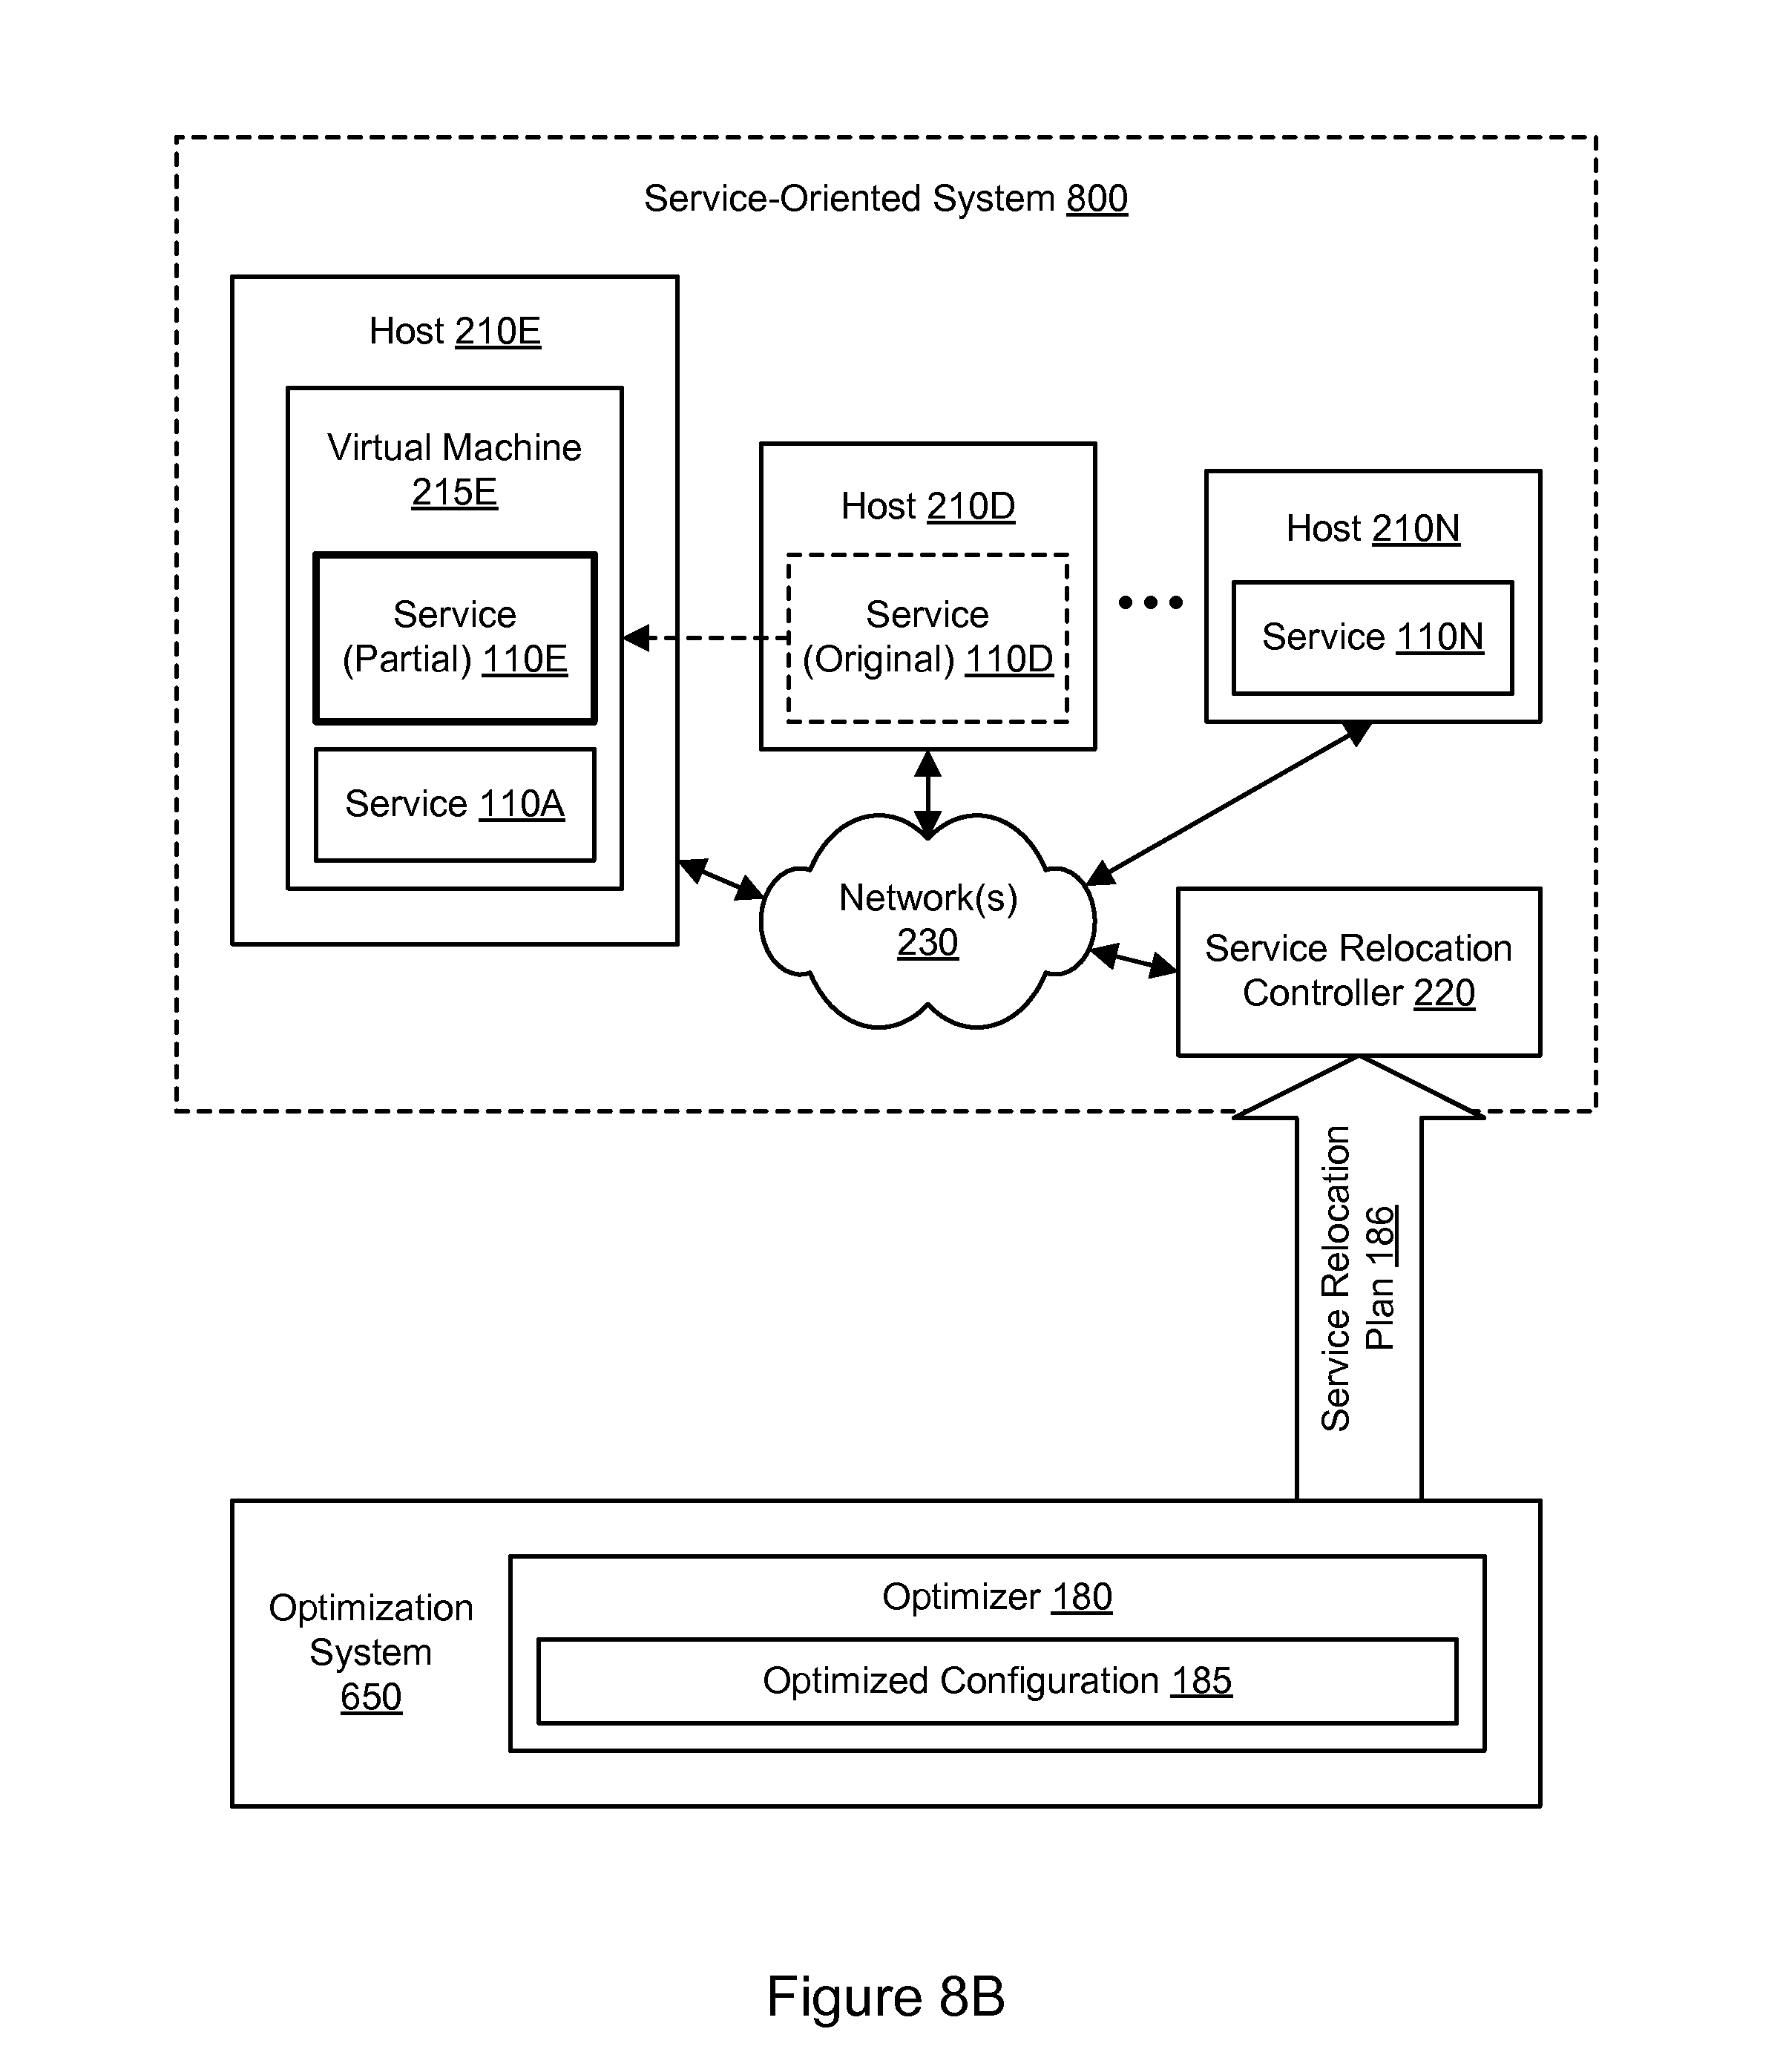 Service-Oriented System 800
Host 210E
Virtual Machine
215E
Service
(Partial) 110E
Service 110A
Host 210D
Service
(Original) 110D
Host 210N
Service 110N
Network(s)
230
Service Relocation
Controller 220
Service Relocation
Plan 186
Optimization
System
650
Optimizer 180
Optimized Configuration 185
Figure 8B